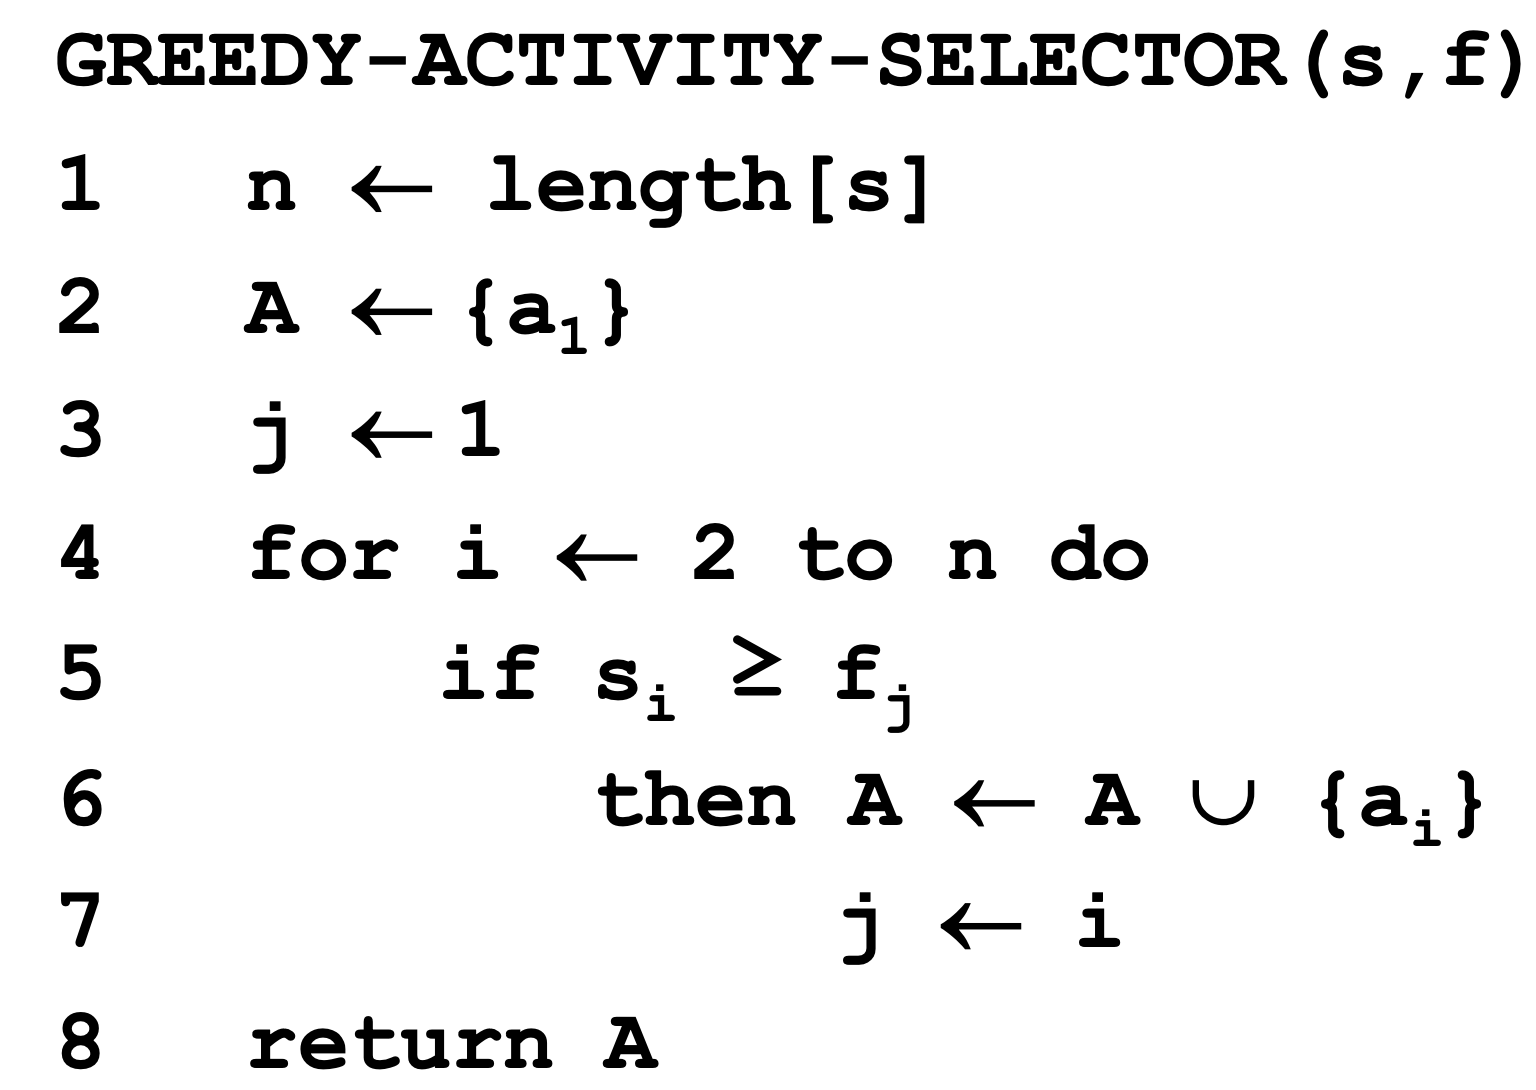 GREEDY-ACTIVITY-SELECTOR(s,f)
1 n ← length[s]
2 A ← {a₁}
3 j ← 1
4 for i ← 2 to n do
5 if sᵢ ≥ fⱼ
6 then A ← A ∪ {aᵢ}
7 j ← i
8 return A